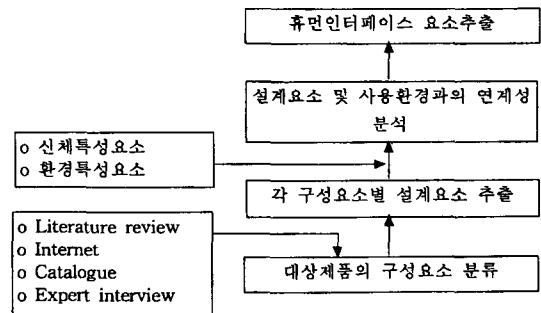 휴먼인터페이스 요소추출
설계요소 및 사용환경과의 연계성
분석
o 신체특성요소
o 환경특성요소
각 구성요소별 설계요소 추출
o Literature review
o Internet
o Catalogue
o Expert interview
대상제품의 구성요소 분류